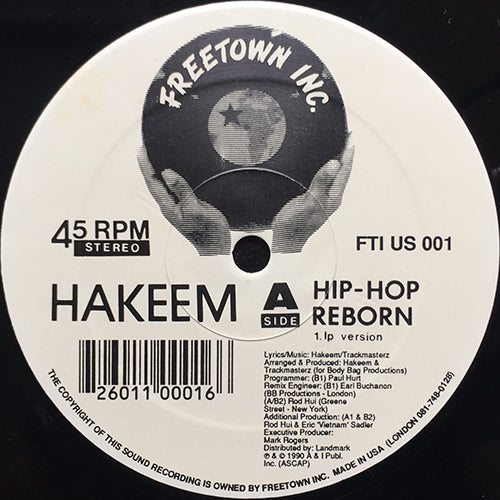 FREETOWN INC.
45 RPM
STEREO
FTI US 001
HAKEEM
A
SIDE
HIP-HOP
REBORN
1. lp version
26011 00016
Lyrics/Music: Hakeem/Trackmasterz
Arranged & Produced: Hakeem &
Trackmasterz (for Body Bag Productions)
Programmer: (B1) Paul Hurt
Remix Engineer: (B1) Earl Buchanon
(BB Productions - London)
(A/B2) Rod Hui (Greene
Street - New York)
Additional Production: (A1 & B2)
Rod Hui & Eric 'Vietnam' Sadler
Executive Producer:
Mark Rogers
Distributed by: Landmark
℗ & © 1990 A & I Publ.
Inc. (ASCAP)
THE COPYRIGHT OF THIS SOUND RECORDING IS OWNED BY FREETOWN INC. MADE IN USA (LONDON 081-748-0128)